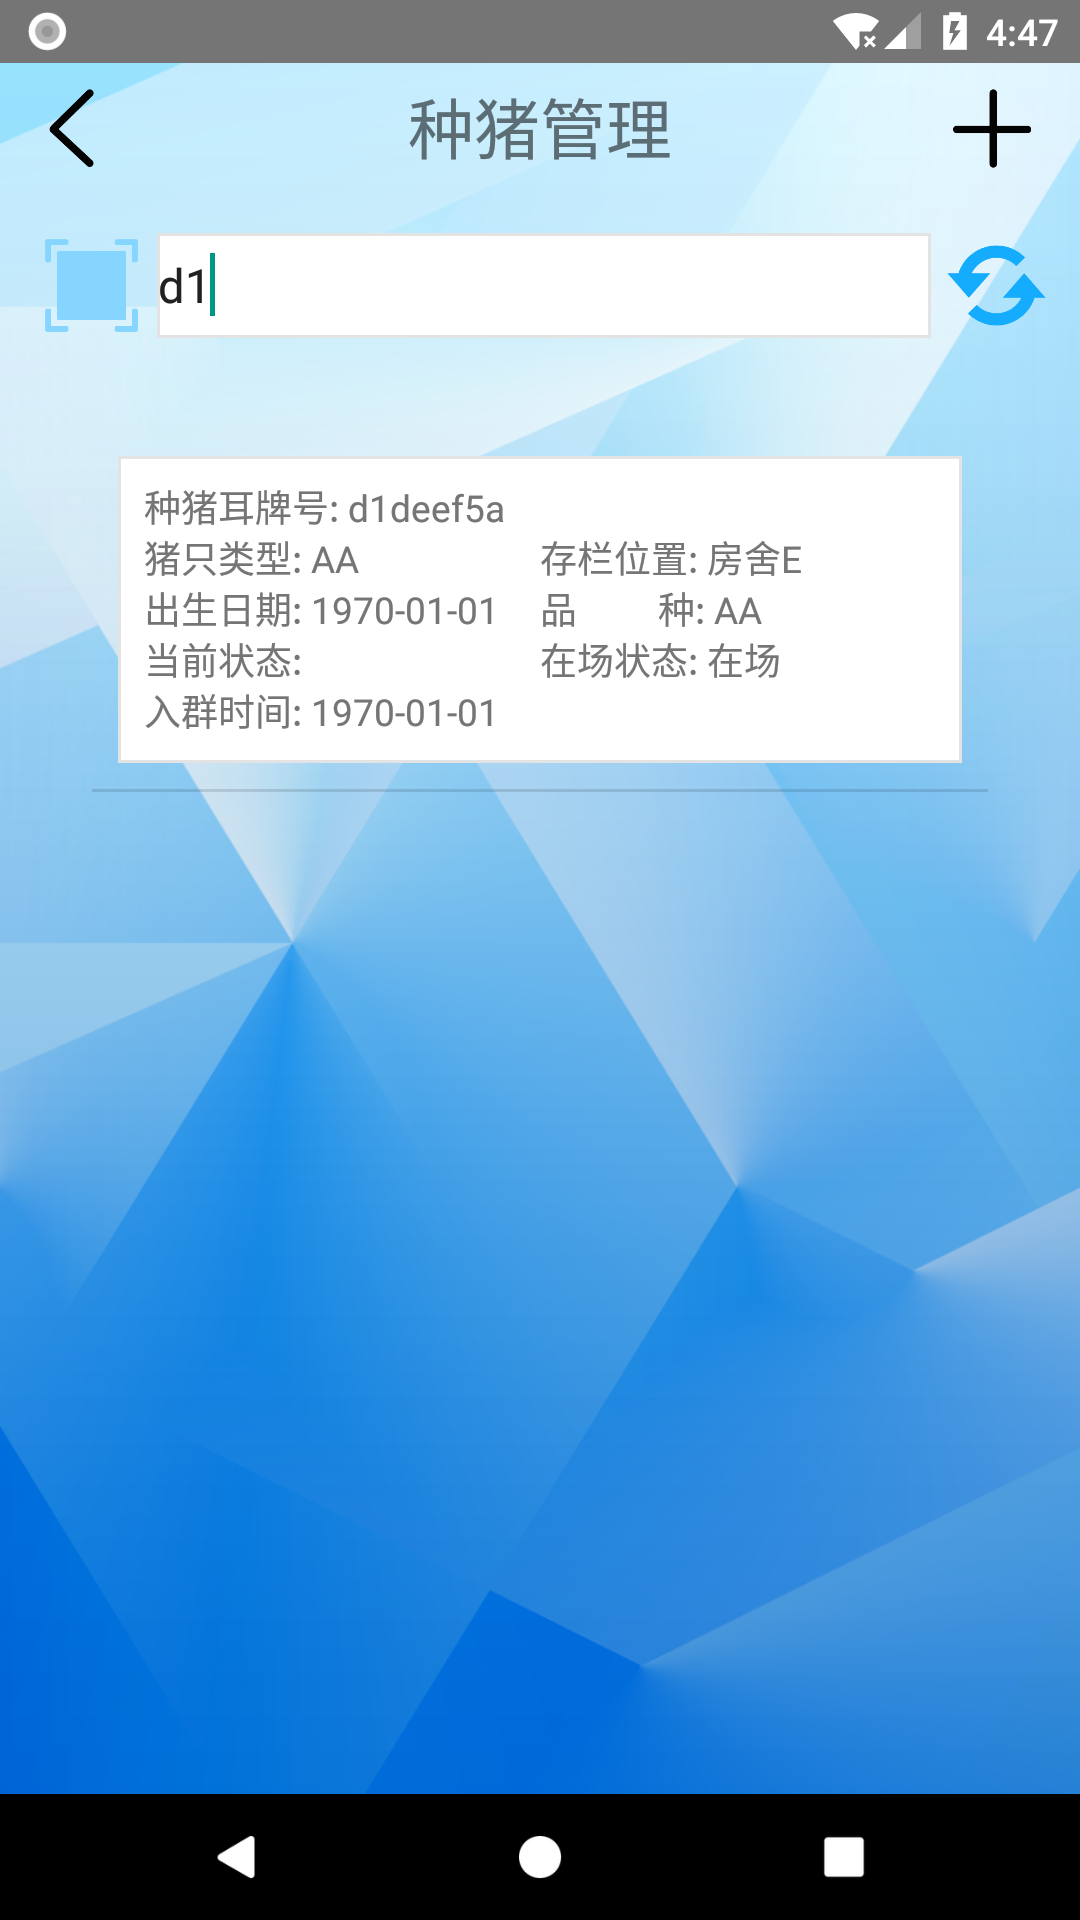 4:47
种猪管理
d1
种猪耳牌号: d1deef5a
猪只类型: AA 存栏位置: 房舍E
出生日期: 1970-01-01 品 种: AA
当前状态: 在场状态: 在场
入群时间: 1970-01-01